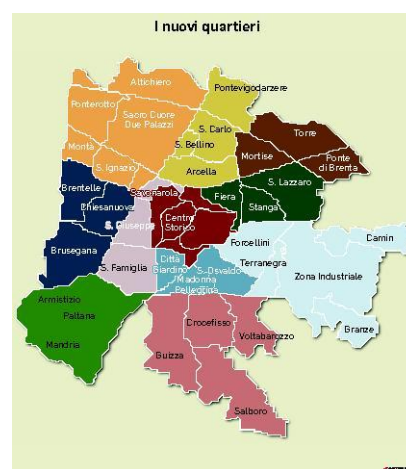 I nuovi quartieri
Altichiero
Pontevigodarzere
Ponterotto
Sacro Cuore
Due Palazzi
S. Carlo
Torre
Montà
S. Bellino
Mortise
Ponte
di Brenta
S. Ignazio
Arcella
S. Lazzaro
Brentelle
Savonarola
Fiera
Chiesanuova
Stanga
Centro
Storico
S. Giuseppe
Forcellini
Camin
Brusegana
Città
Giardino
Terranegra
S. Famiglia
S. Osvaldo
Zona Industriale
Madonna
Pellegrina
Armistizio
Paltana
Crocefisso
Granze
Voltabarozzo
Mandria
Guizza
Salboro